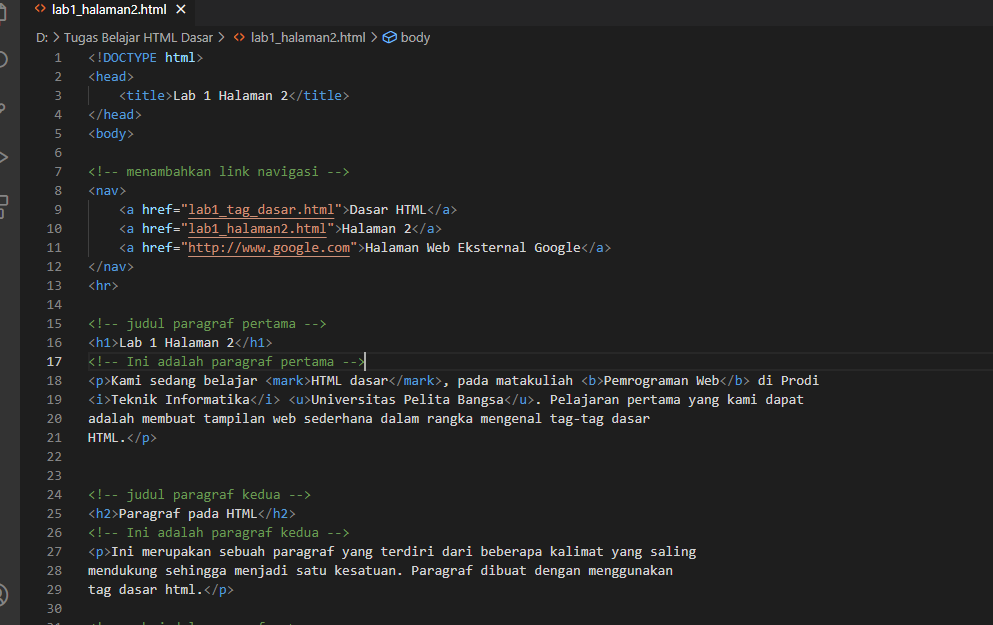 lab1_halaman2.html ×
D: > Tugas Belajar HTML Dasar > lab1_halaman2.html > body
1 <!DOCTYPE html>
2 <head>
3 <title>Lab 1 Halaman 2</title>
4 </head>
5 <body>
6
7 <!-- menambahkan link navigasi -->
8 <nav>
9 <a href="lab1_tag_dasar.html">Dasar HTML</a>
10 <a href="lab1_halaman2.html">Halaman 2</a>
11 <a href="http://www.google.com">Halaman Web Eksternal Google</a>
12 </nav>
13 <hr>
14
15 <!-- judul paragraf pertama -->
16 <h1>Lab 1 Halaman 2</h1>
17 <!-- Ini adalah paragraf pertama -->
18 <p>Kami sedang belajar <mark>HTML dasar</mark>, pada matakuliah <b>Pemrograman Web</b> di Prodi
19 <i>Teknik Informatika</i> <u>Universitas Pelita Bangsa</u>. Pelajaran pertama yang kami dapat
20 adalah membuat tampilan web sederhana dalam rangka mengenal tag-tag dasar
21 HTML.</p>
22
23
24 <!-- judul paragraf kedua -->
25 <h2>Paragraf pada HTML</h2>
26 <!-- Ini adalah paragraf kedua -->
27 <p>Ini merupakan sebuah paragraf yang terdiri dari beberapa kalimat yang saling
28 mendukung sehingga menjadi satu kesatuan. Paragraf dibuat dengan menggunakan
29 tag dasar html.</p>
30